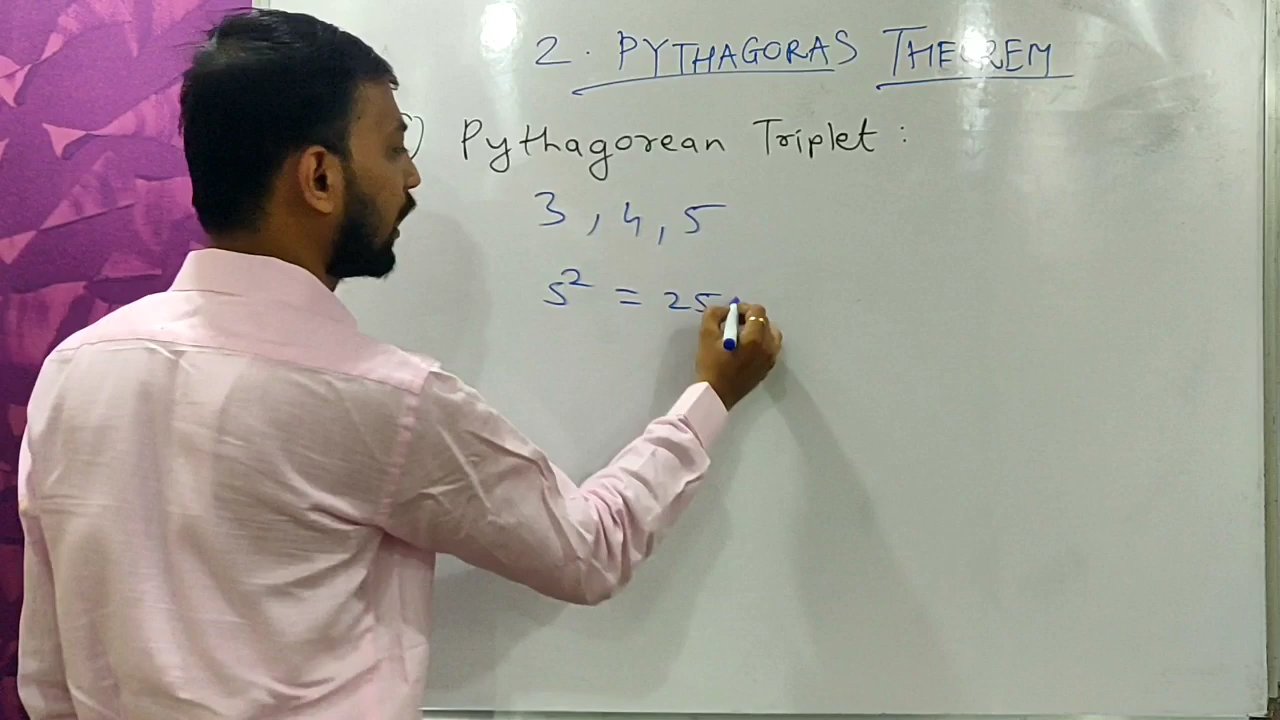 2. PYTHAGORAS THEOREM
) Pythagorean Triplet :
3, 4, 5
5² = 25